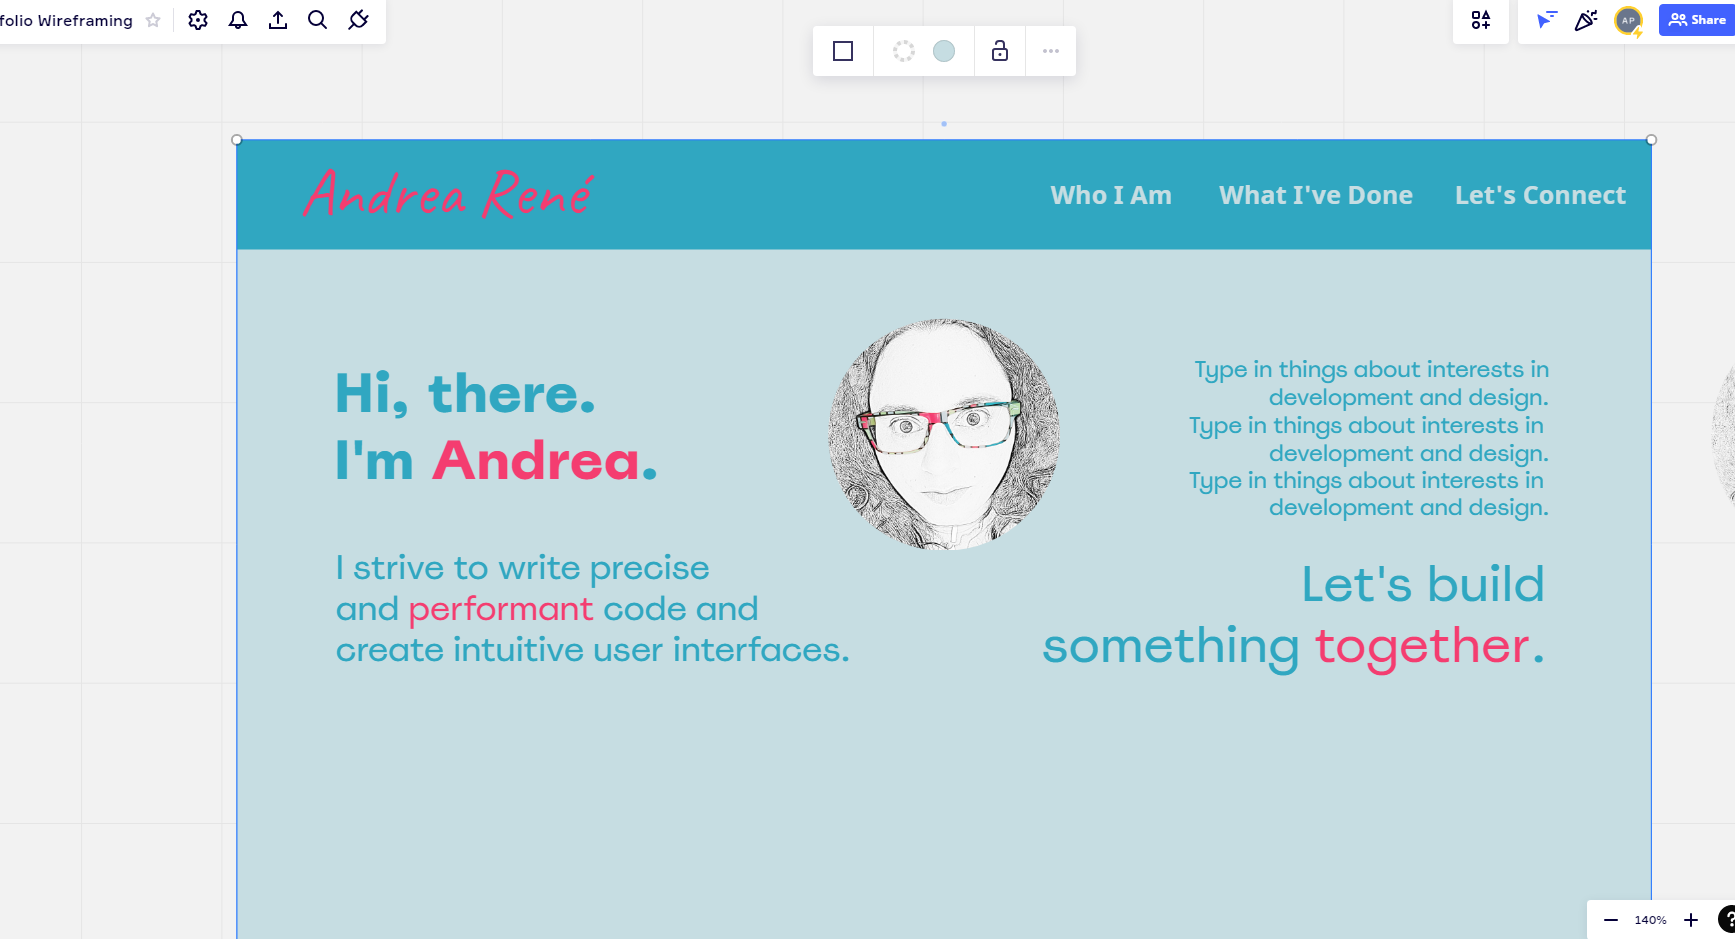 folio Wireframing
AP
Share
Andrea René
Who I Am
What I've Done
Let's Connect
Hi, there.
I'm Andrea.
I strive to write precise
and performant code and
create intuitive user interfaces.
Type in things about interests in
development and design.
Type in things about interests in
development and design.
Type in things about interests in
development and design.
Let's build
something together.
140%
?